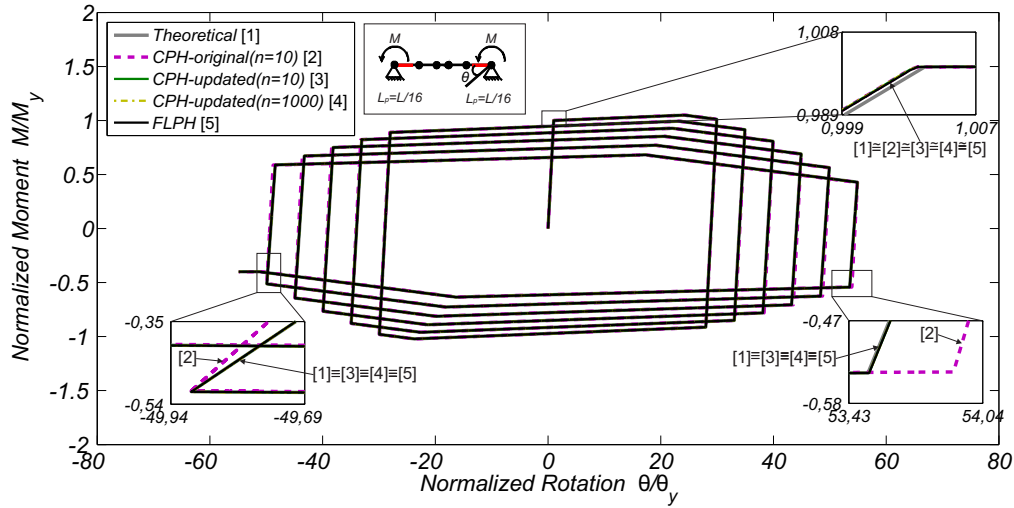 Normalized Moment M/My
2
1.5
1
0.5
0
-0.5
-1
-1.5
-2
-80
-60
-40
-20
0
20
40
60
80
Normalized Rotation θ/θy
Theoretical [1]
CPH-original(n=10) [2]
CPH-updated(n=10) [3]
CPH-updated(n=1000) [4]
FLPH [5]
M
M
θ
LP=L/16
LP=L/16
1,008
0,989
0,999
1,007
[1]≅[2]≅[3]≅[4]≅[5]
-0,35
[2]
[1]≅[3]≅[4]≅[5]
-0,54
-49,94
-49,69
-0,47
[2]
[1]≅[3]≅[4]≅[5]
-0,58
53,43
54,04